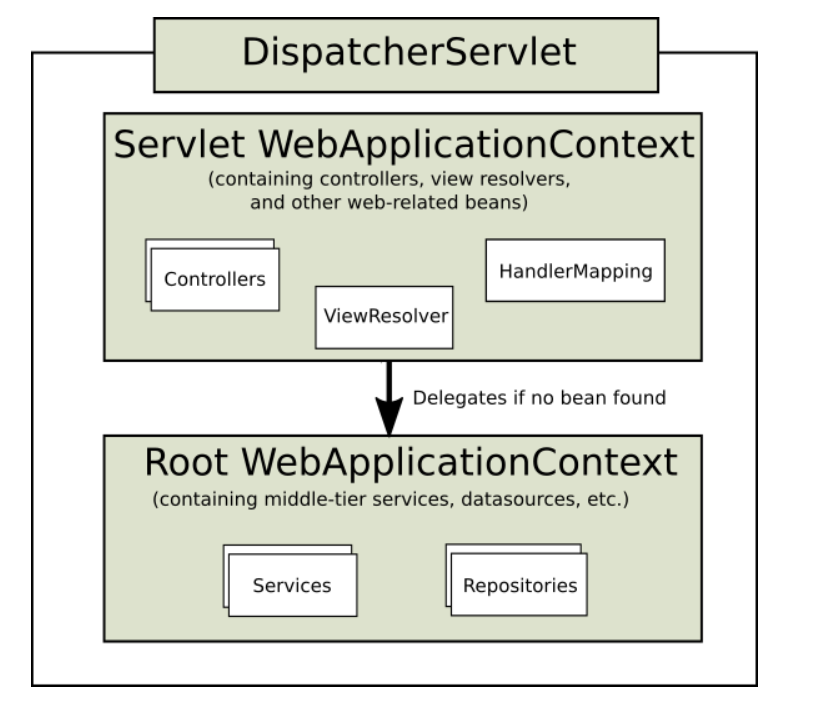 DispatcherServlet
Servlet WebApplicationContext
(containing controllers, view resolvers,
and other web-related beans)
Controllers
HandlerMapping
ViewResolver
Delegates if no bean found
Root WebApplicationContext
(containing middle-tier services, datasources, etc.)
Services
Repositories